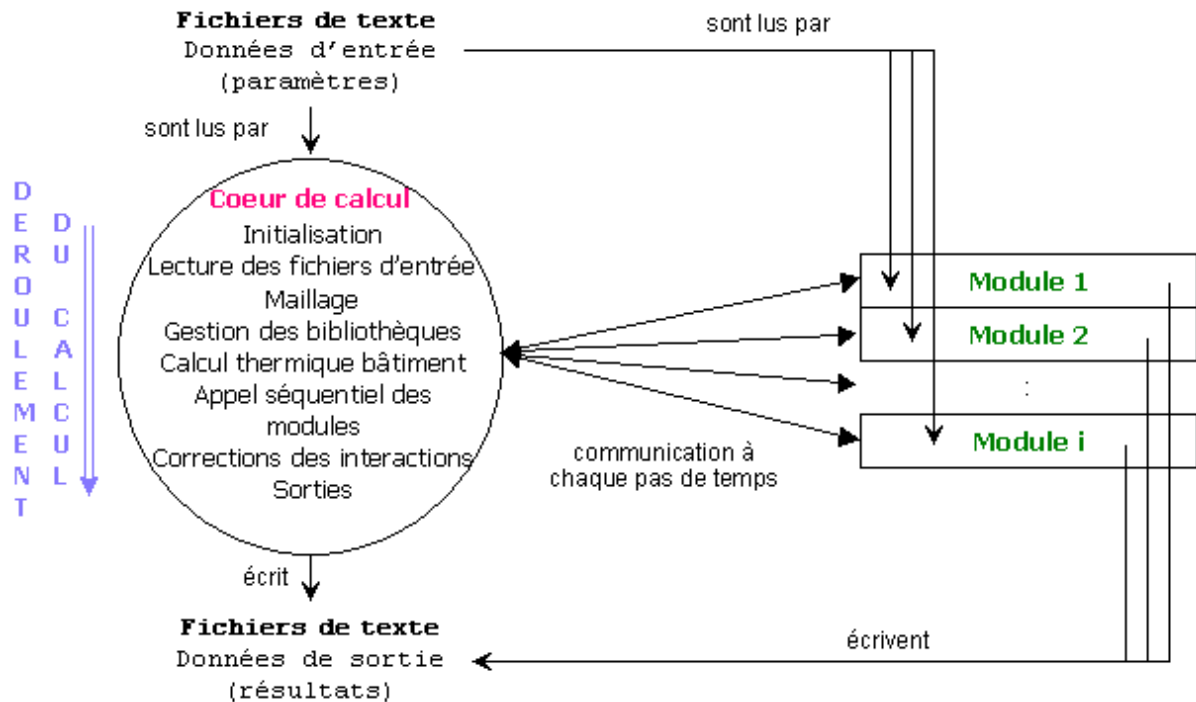 Fichiers de texte
Données d'entrée
(paramètres)
sont lus par
sont lus par
DEROULEMENT
DU CALCUL
Coeur de calcul
Initialisation
Lecture des fichiers d'entrée
Maillage
Gestion des bibliothèques
Calcul thermique bâtiment
Appel séquentiel des
modules
Corrections des interactions
Sorties
Module 1
Module 2
:
Module i
communication à
chaque pas de temps
écrit
Fichiers de texte
Données de sortie
(résultats)
écrivent